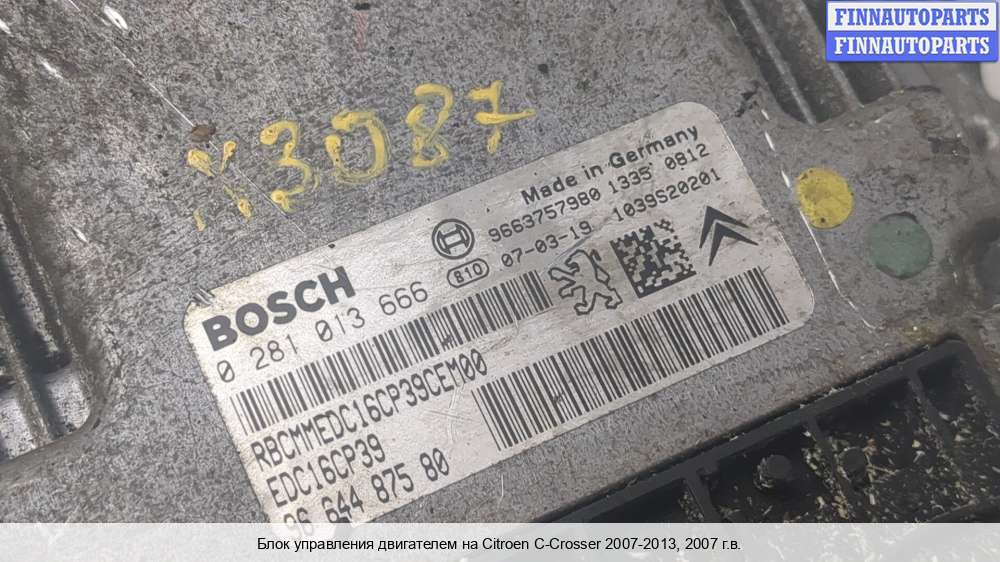 FINNAUTOPARTS
FINNAUTOPARTS
K3087
Made in Germany
9663757980 1335 0812
810 07-03-19 1039S20201
BOSCH
0 281 013 666
RBCMMEDC16CP39CEM00
EDC16CP39
96 644 875 80
Блок управления двигателем на Citroen C-Crosser 2007-2013, 2007 г.в.